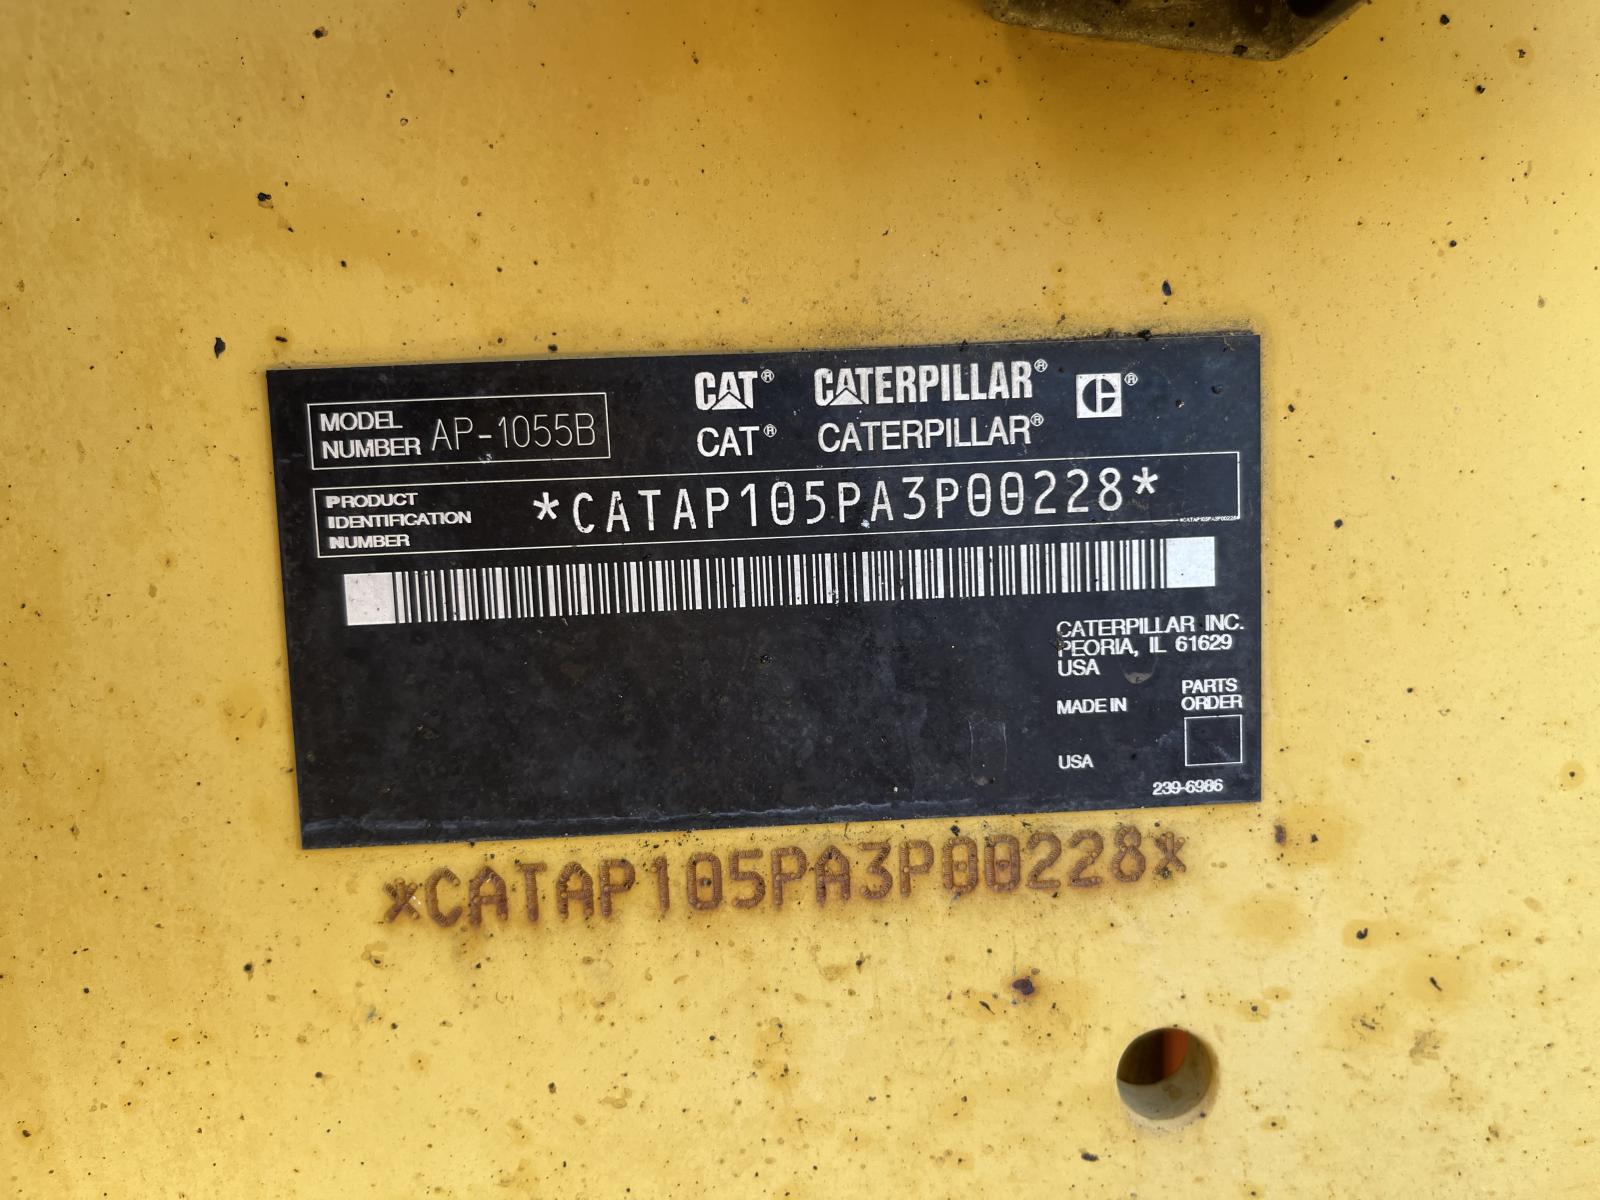 MODEL NUMBER AP-1055B
CAT® CATERPILLAR® ®
CAT® CATERPILLAR®
PRODUCT IDENTIFICATION NUMBER
*CATAP105PA3P00228*
*CATAP105PA3P00228*
CATERPILLAR INC.
PEORIA, IL 61629
USA
MADE IN
USA
PARTS
ORDER
239-6986
*CATAP105PA3P00228*